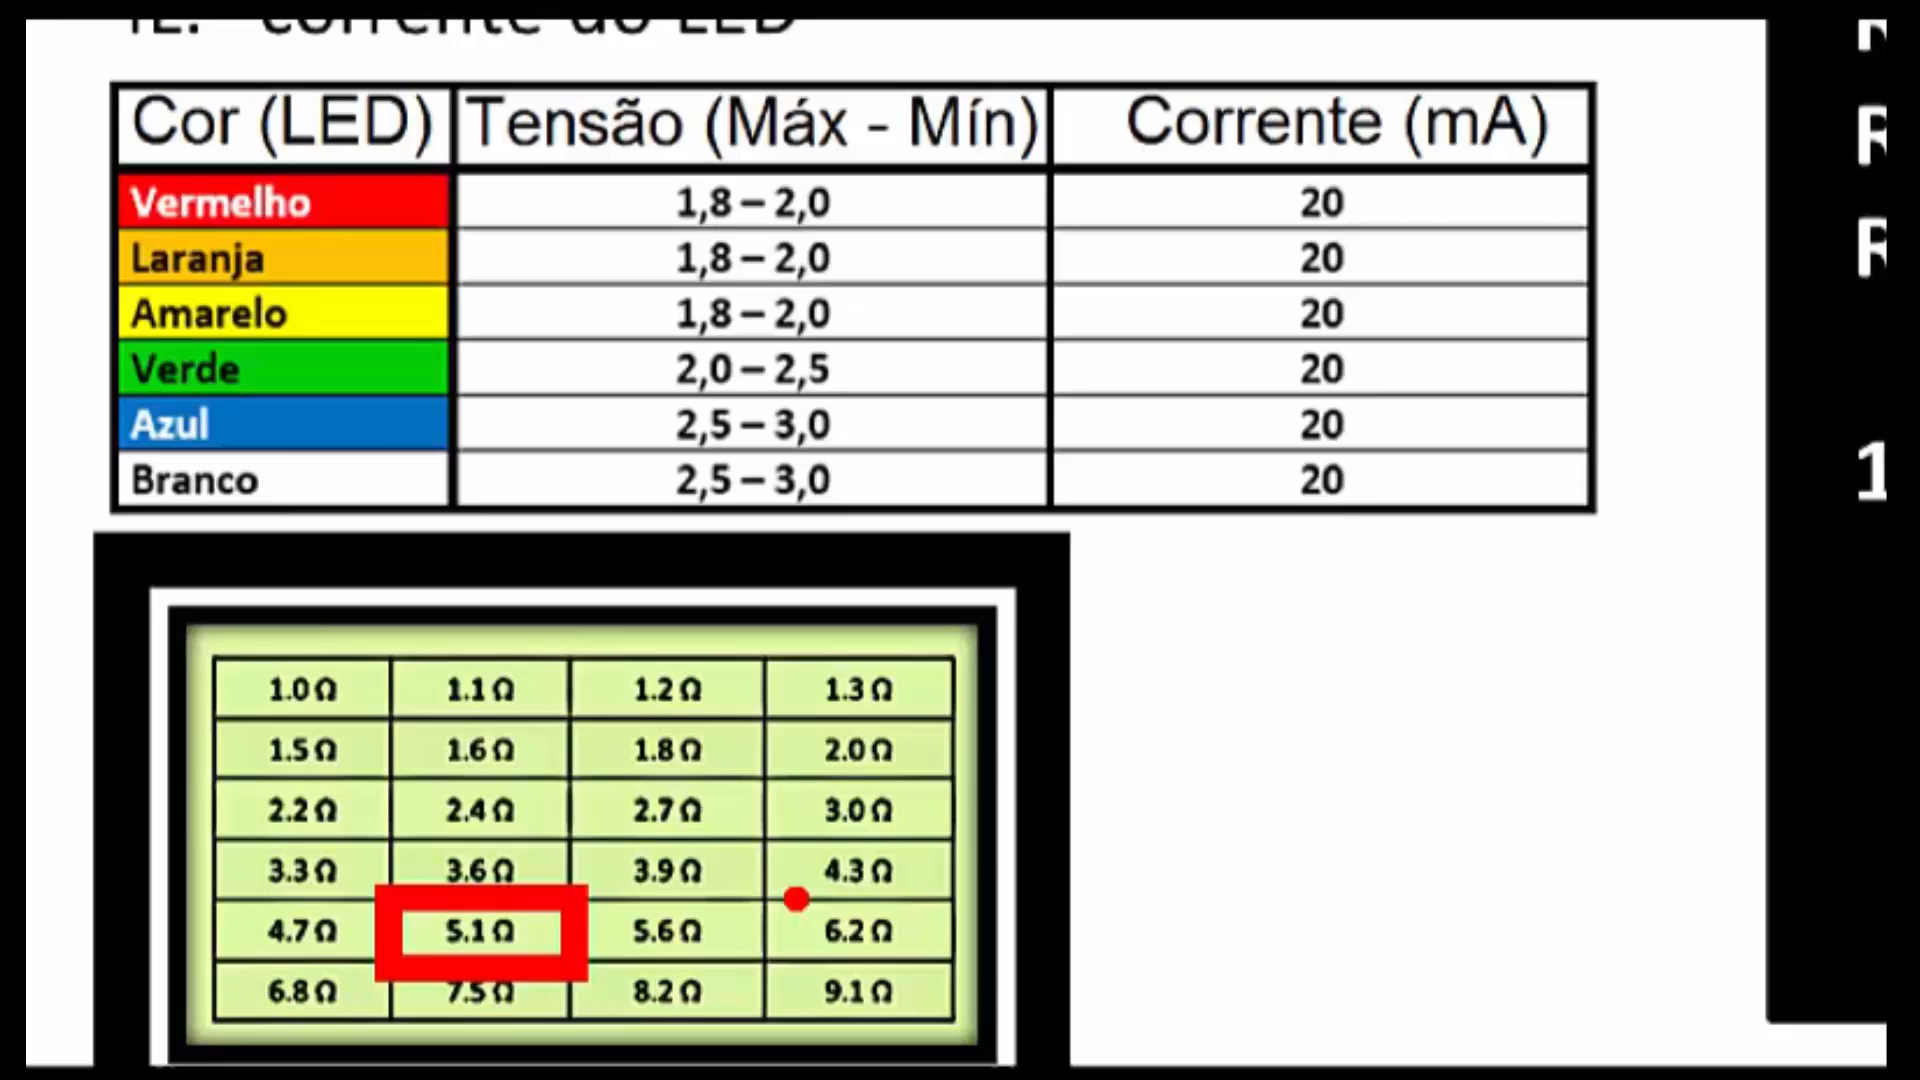 corrente do LED
Cor (LED) Tensão (Máx - Mín) Corrente (mA)
Vermelho 1,8 – 2,0 20
Laranja 1,8 – 2,0 20
Amarelo 1,8 – 2,0 20
Verde 2,0 – 2,5 20
Azul 2,5 – 3,0 20
Branco 2,5 – 3,0 20
1.0 Ω 1.1 Ω 1.2 Ω 1.3 Ω
1.5 Ω 1.6 Ω 1.8 Ω 2.0 Ω
2.2 Ω 2.4 Ω 2.7 Ω 3.0 Ω
3.3 Ω 3.6 Ω 3.9 Ω 4.3 Ω
4.7 Ω 5.1 Ω 5.6 Ω 6.2 Ω
6.8 Ω 7.5 Ω 8.2 Ω 9.1 Ω
R
R
1